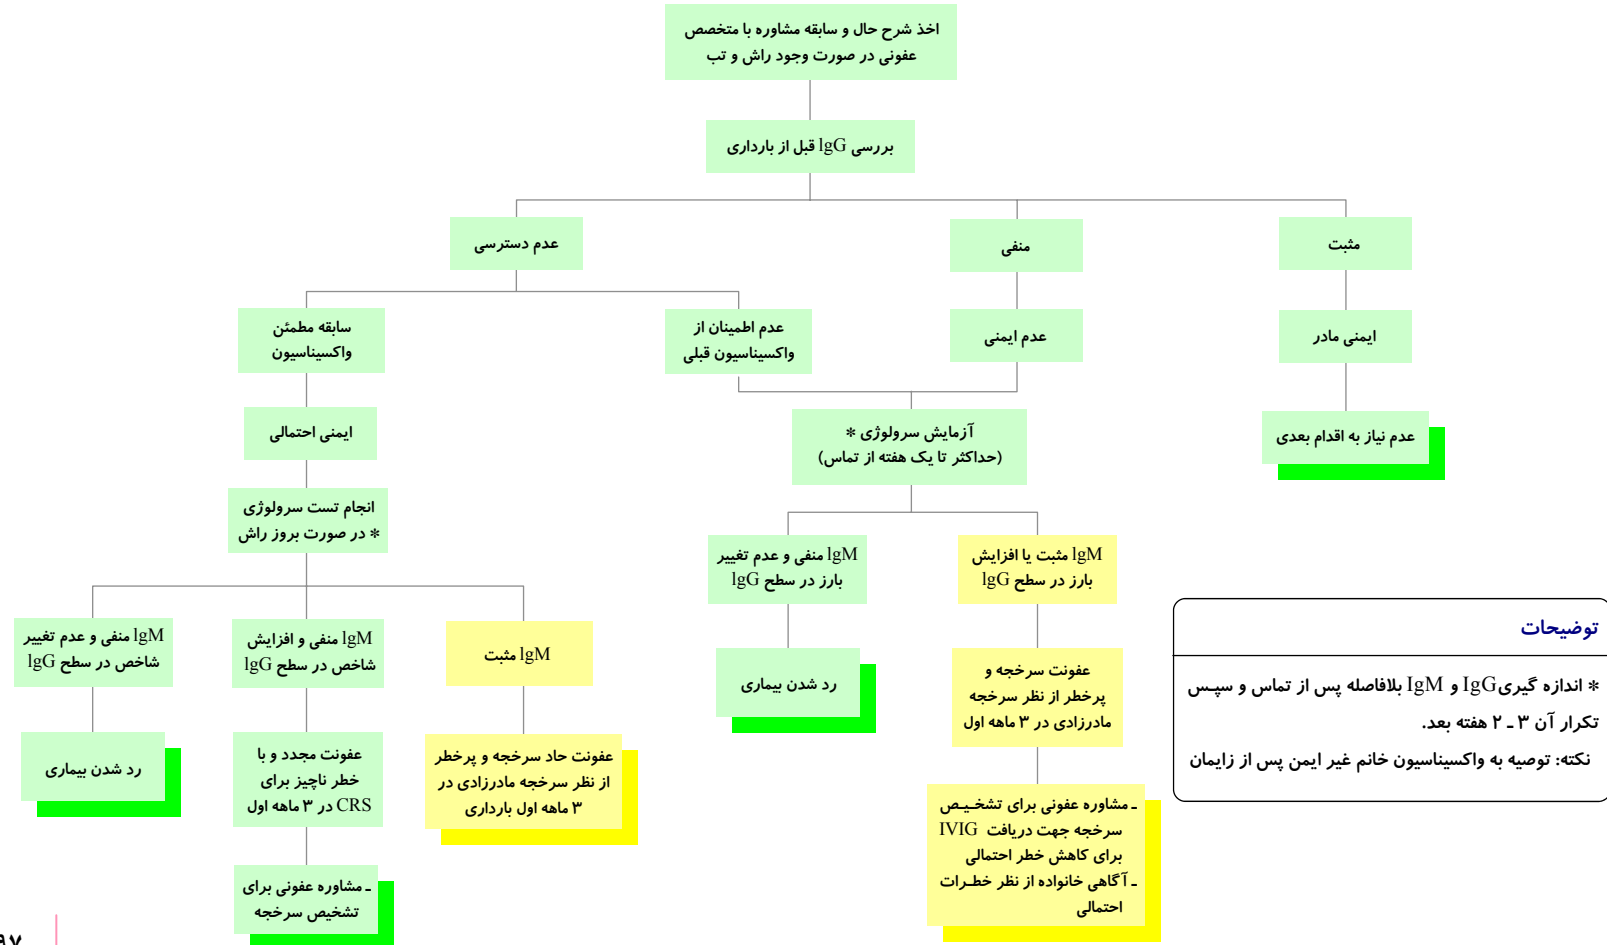 اخذ شرح حال و سابقه مشاوره با متخصص
عفونی در صورت وجود راش و تب
بررسی IgG قبل از بارداری
مثبت
منفی
عدم دسترسی
ایمنی مادر
عدم ایمنی
عدم اطمینان از
واکسیناسیون قبلی
سابقه مطمئن
واکسیناسیون
عدم نیاز به اقدام بعدی
آزمایش سرولوژی *
(حداکثر تا یک هفته از تماس)
ایمنی احتمالی
انجام تست سرولوژی
* در صورت بروز راش
IgM مثبت یا افزایش
بارز در سطح IgG
IgM منفی و عدم تغییر
بارز در سطح IgG
IgM مثبت
IgM منفی و افزایش
شاخص در سطح IgG
IgM منفی و عدم تغییر
شاخص در سطح IgG
عفونت سرخجه و
پرخطر از نظر سرخجه
مادرزادی در ۳ ماهه اول
رد شدن بیماری
عفونت حاد سرخجه و پرخطر
از نظر سرخجه مادرزادی در
۳ ماهه اول بارداری
عفونت مجدد و با
خطر ناچیز برای
CRS در ۳ ماهه اول
رد شدن بیماری
ـ مشاوره عفونی برای تشخـیـص
سرخجه جهت دریافت IVIG
برای کاهش خطر احتمالی
ـ آگاهی خانواده از نظر خطـرات
احتمالی
ـ مشاوره عفونی برای
تشخیص سرخجه
توضیحات
* اندازه گیری IgG و IgM بلافاصله پس از تماس و سپـس
تکرار آن ۳ ـ ۲ هفته بعد.
نکته: توصیه به واکسیناسیون خانم غیر ایمن پس از زایمان
۹۷